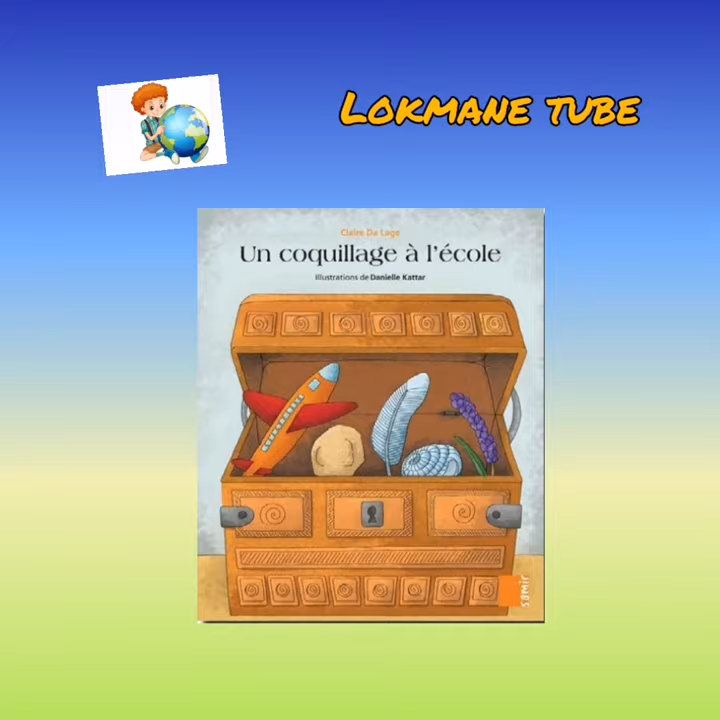 LOKMANE TUBE
Claire Da Lage
Un coquillage à l'école
illustrations de Danielle Kattar
samir